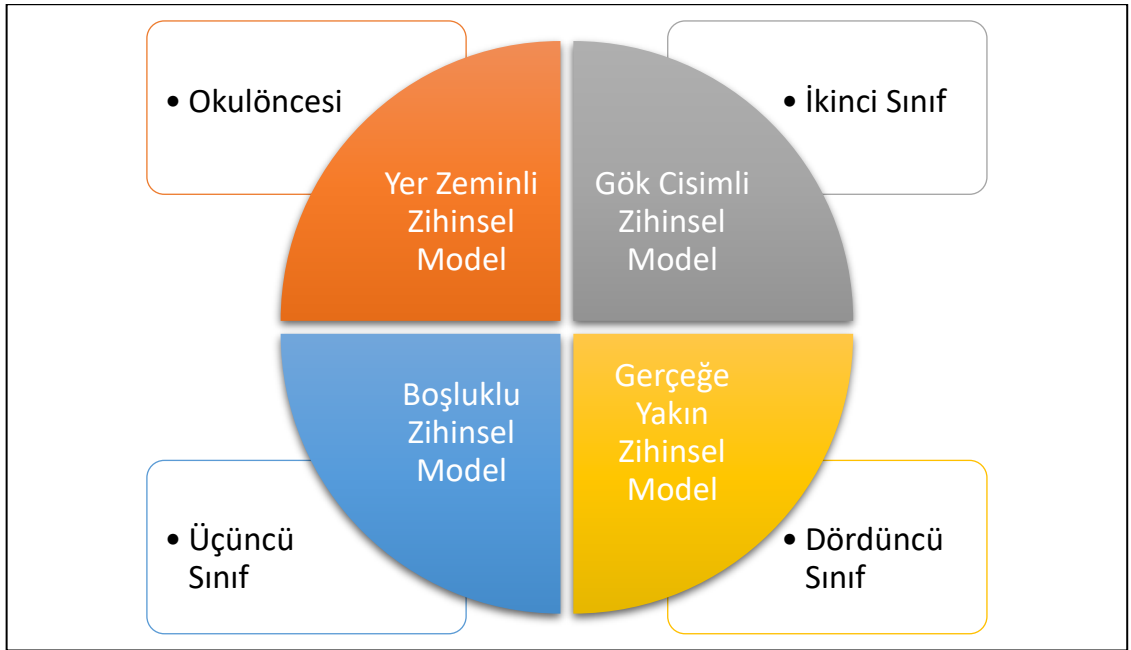 • Okulöncesi
• İkinci Sınıf
Yer Zeminli
Zihinsel
Model
Gök Cisimli
Zihinsel
Model
Boşluklu
Zihinsel
Model
Gerçeğe
Yakın
Zihinsel
Model
• Üçüncü
Sınıf
• Dördüncü
Sınıf